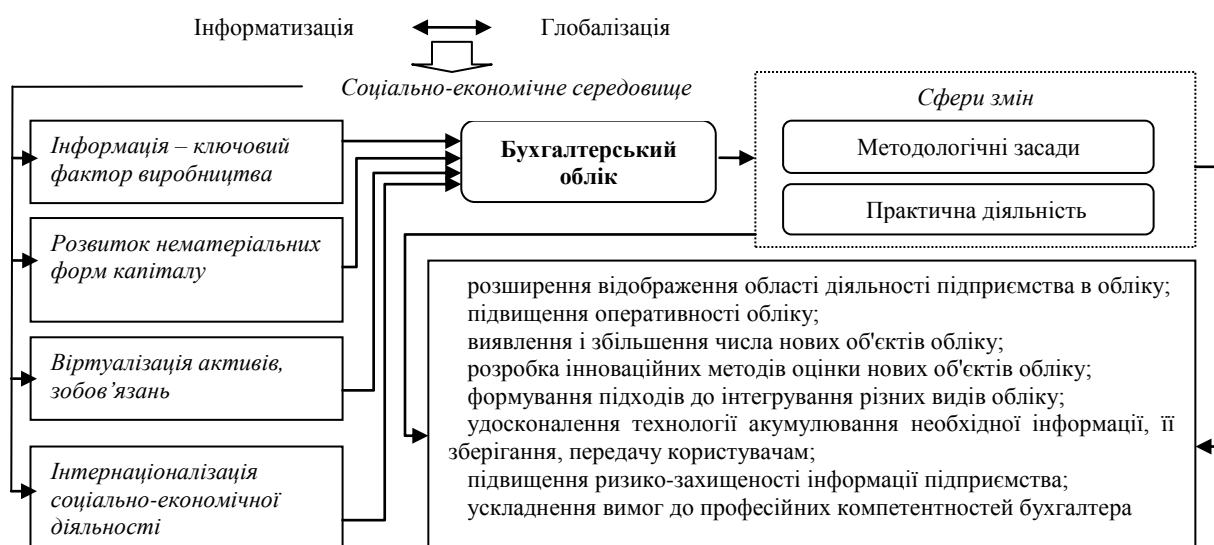 Інформатизація Глобалізація
Соціально-економічне середовище
Інформація – ключовий
фактор виробництва
Розвиток нематеріальних
форм капіталу
Віртуалізація активів,
зобов’язань
Інтернаціоналізація
соціально-економічної
діяльності
Бухгалтерський
облік
Сфери змін
Методологічні засади
Практична діяльність
розширення відображення області діяльності підприємства в обліку;
підвищення оперативності обліку;
виявлення і збільшення числа нових об'єктів обліку;
розробка інноваційних методів оцінки нових об'єктів обліку;
формування підходів до інтегрування різних видів обліку;
удосконалення технології акумулювання необхідної інформації, її
зберігання, передачу користувачам;
підвищення ризико-захищеності інформації підприємства;
ускладнення вимог до професійних компетентностей бухгалтера